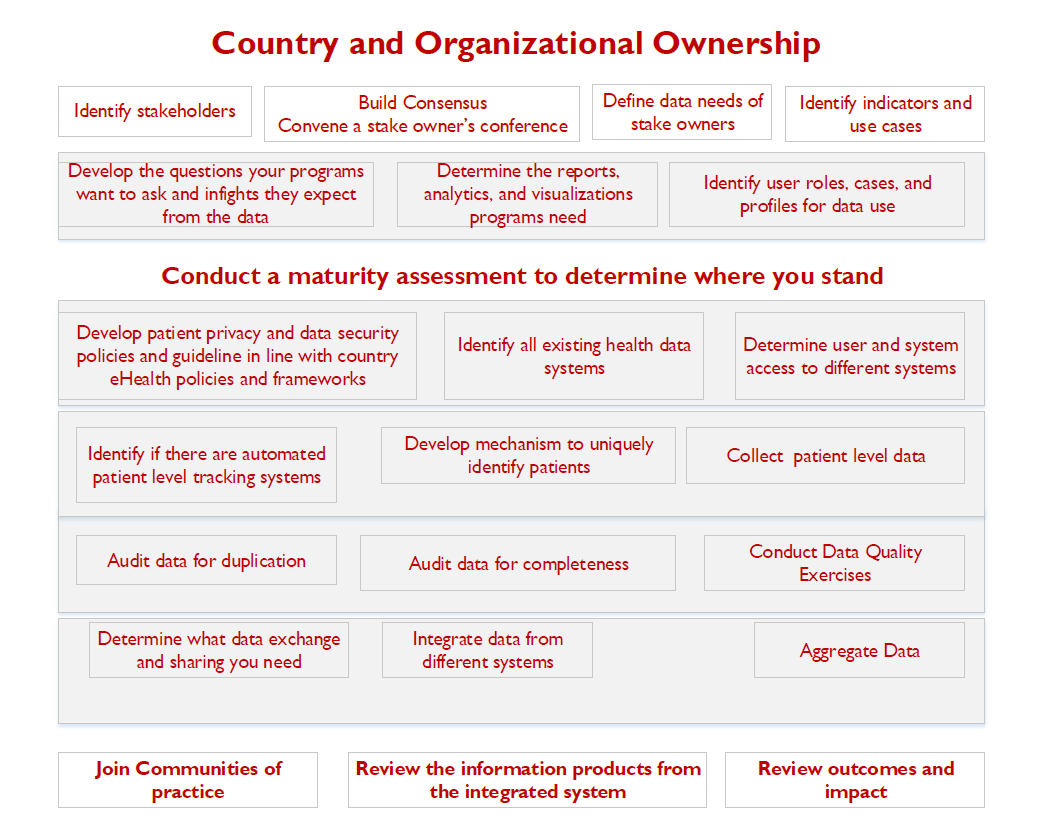 Country and Organizational Ownership
Identify stakeholders
Build Consensus
Convene a stake owner’s conference
Define data needs of
stake owners
Identify indicators and
use cases
Develop the questions your programs
want to ask and infights they expect
from the data
Determine the reports,
analytics, and visualizations
programs need
Identify user roles, cases, and
profiles for data use
Conduct a maturity assessment to determine where you stand
Develop patient privacy and data security
policies and guideline in line with country
eHealth policies and frameworks
Identify all existing health data
systems
Determine user and system
access to different systems
Identify if there are automated
patient level tracking systems
Develop mechanism to uniquely
identify patients
Collect patient level data
Audit data for duplication
Audit data for completeness
Conduct Data Quality
Exercises
Determine what data exchange
and sharing you need
Integrate data from
different systems
Aggregate Data
Join Communities of
practice
Review the information products from
the integrated system
Review outcomes and
impact